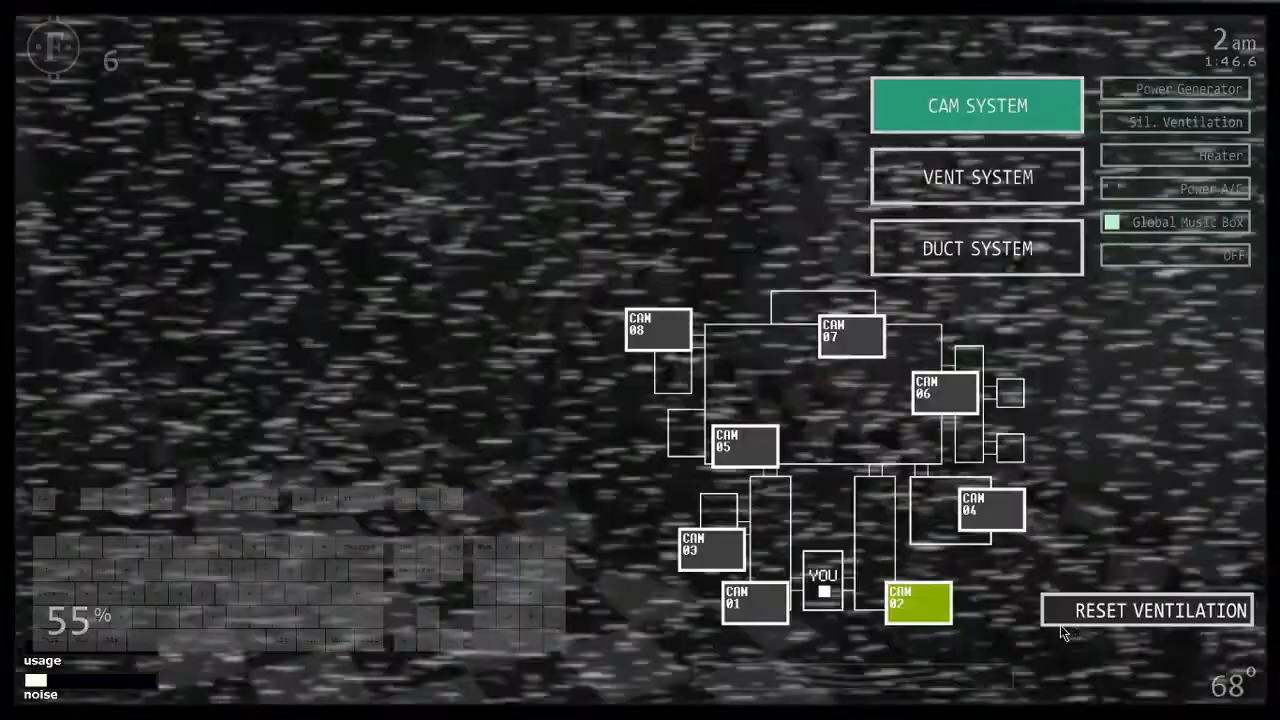 F
6
2 am
1:46.6
CAM SYSTEM
VENT SYSTEM
DUCT SYSTEM
Power Generator
Sil. Ventilation
Heater
Power A/C
Global Music Box
OFF
CAM 08
CAM 07
CAM 06
CAM 05
CAM 04
CAM 03
YOU
CAM 01
CAM 02
RESET VENTILATION
55%
usage
noise
68°